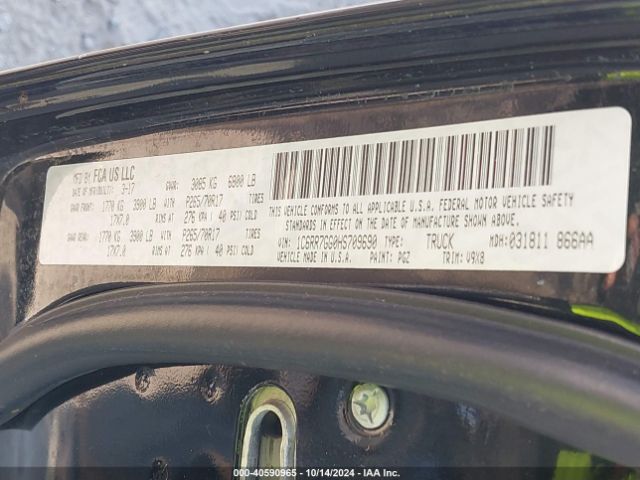 MFD BY FCA US LLC
DATE OF MFR 3-17 GVWR: 3085 KG 6800 LB
GAWR FRONT: 1770 KG 3900 LB WITH P265/70R17 TIRES
17X7.0 RIMS AT 276 KPA / 40 PSI COLD
GAWR REAR: 1770 KG 3900 LB WITH P265/70R17 TIRES
17X7.0 RIMS AT 276 KPA / 40 PSI COLD
THIS VEHICLE CONFORMS TO ALL APPLICABLE U.S.A. FEDERAL MOTOR VEHICLE SAFETY
STANDARDS IN EFFECT ON THE DATE OF MANUFACTURE SHOWN ABOVE.
VIN: 1C6RR7GG0HS709690 TYPE: TRUCK MDH: 031811 866AA
VEHICLE MADE IN U.S.A. PAINT: PGZ TRIM: V9X8
000-40590965 - 10/14/2024 - IAA Inc.